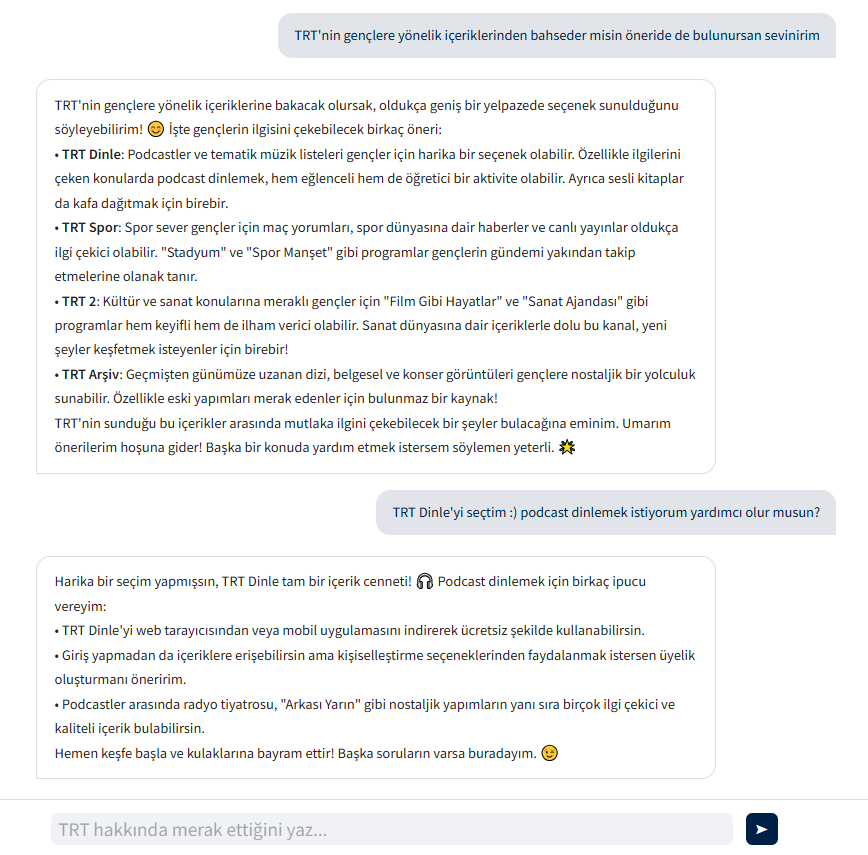 TRT'nin gençlere yönelik içeriklerinden bahseder misin öneride de bulunursan sevinirim
TRT'nin gençlere yönelik içeriklerine bakacak olursak, oldukça geniş bir yelpazede seçenek sunulduğunu
söyleyebilirim! 😊 İşte gençlerin ilgisini çekebilecek birkaç öneri:
• TRT Dinle: Podcastler ve tematik müzik listeleri gençler için harika bir seçenek olabilir. Özellikle ilgilerini
çeken konularda podcast dinlemek, hem eğlenceli hem de öğretici bir aktivite olabilir. Ayrıca sesli kitaplar
da kafa dağıtmak için birebir.
• TRT Spor: Spor sever gençler için maç yorumları, spor dünyasına dair haberler ve canlı yayınlar oldukça
ilgi çekici olabilir. "Stadyum" ve "Spor Manşet" gibi programlar gençlerin gündemi yakından takip
etmelerine olanak tanır.
• TRT 2: Kültür ve sanat konularına meraklı gençler için "Film Gibi Hayatlar" ve "Sanat Ajandası" gibi
programlar hem keyifli hem de ilham verici olabilir. Sanat dünyasına dair içeriklerle dolu bu kanal, yeni
şeyler keşfetmek isteyenler için birebir!
• TRT Arşiv: Geçmişten günümüze uzanan dizi, belgesel ve konser görüntüleri gençlere nostaljik bir yolculuk
sunabilir. Özellikle eski yapımları merak edenler için bulunmaz bir kaynak!
TRT'nin sunduğu bu içerikler arasında mutlaka ilgini çekebilecek bir şeyler bulacağına eminim. Umarım
önerilerim hoşuna gider! Başka bir konuda yardım etmek istersem söylemen yeterli. 🌟
TRT Dinle'yi seçtim :) podcast dinlemek istiyorum yardımcı olur musun?
Harika bir seçim yapmışsın, TRT Dinle tam bir içerik cenneti! 🎧 Podcast dinlemek için birkaç ipucu
vereyim:
• TRT Dinle'yi web tarayıcısından veya mobil uygulamasını indirerek ücretsiz şekilde kullanabilirsin.
• Giriş yapmadan da içeriklere erişebilirsin ama kişiselleştirme seçeneklerinden faydalanmak istersen üyelik
oluşturmanı öneririm.
• Podcastler arasında radyo tiyatrosu, "Arkası Yarın" gibi nostaljik yapımların yanı sıra birçok ilgi çekici ve
kaliteli içerik bulabilirsin.
Hemen keşfe başla ve kulaklarına bayram ettir! Başka soruların varsa buradayım. 😉
TRT hakkında merak ettiğini yaz...